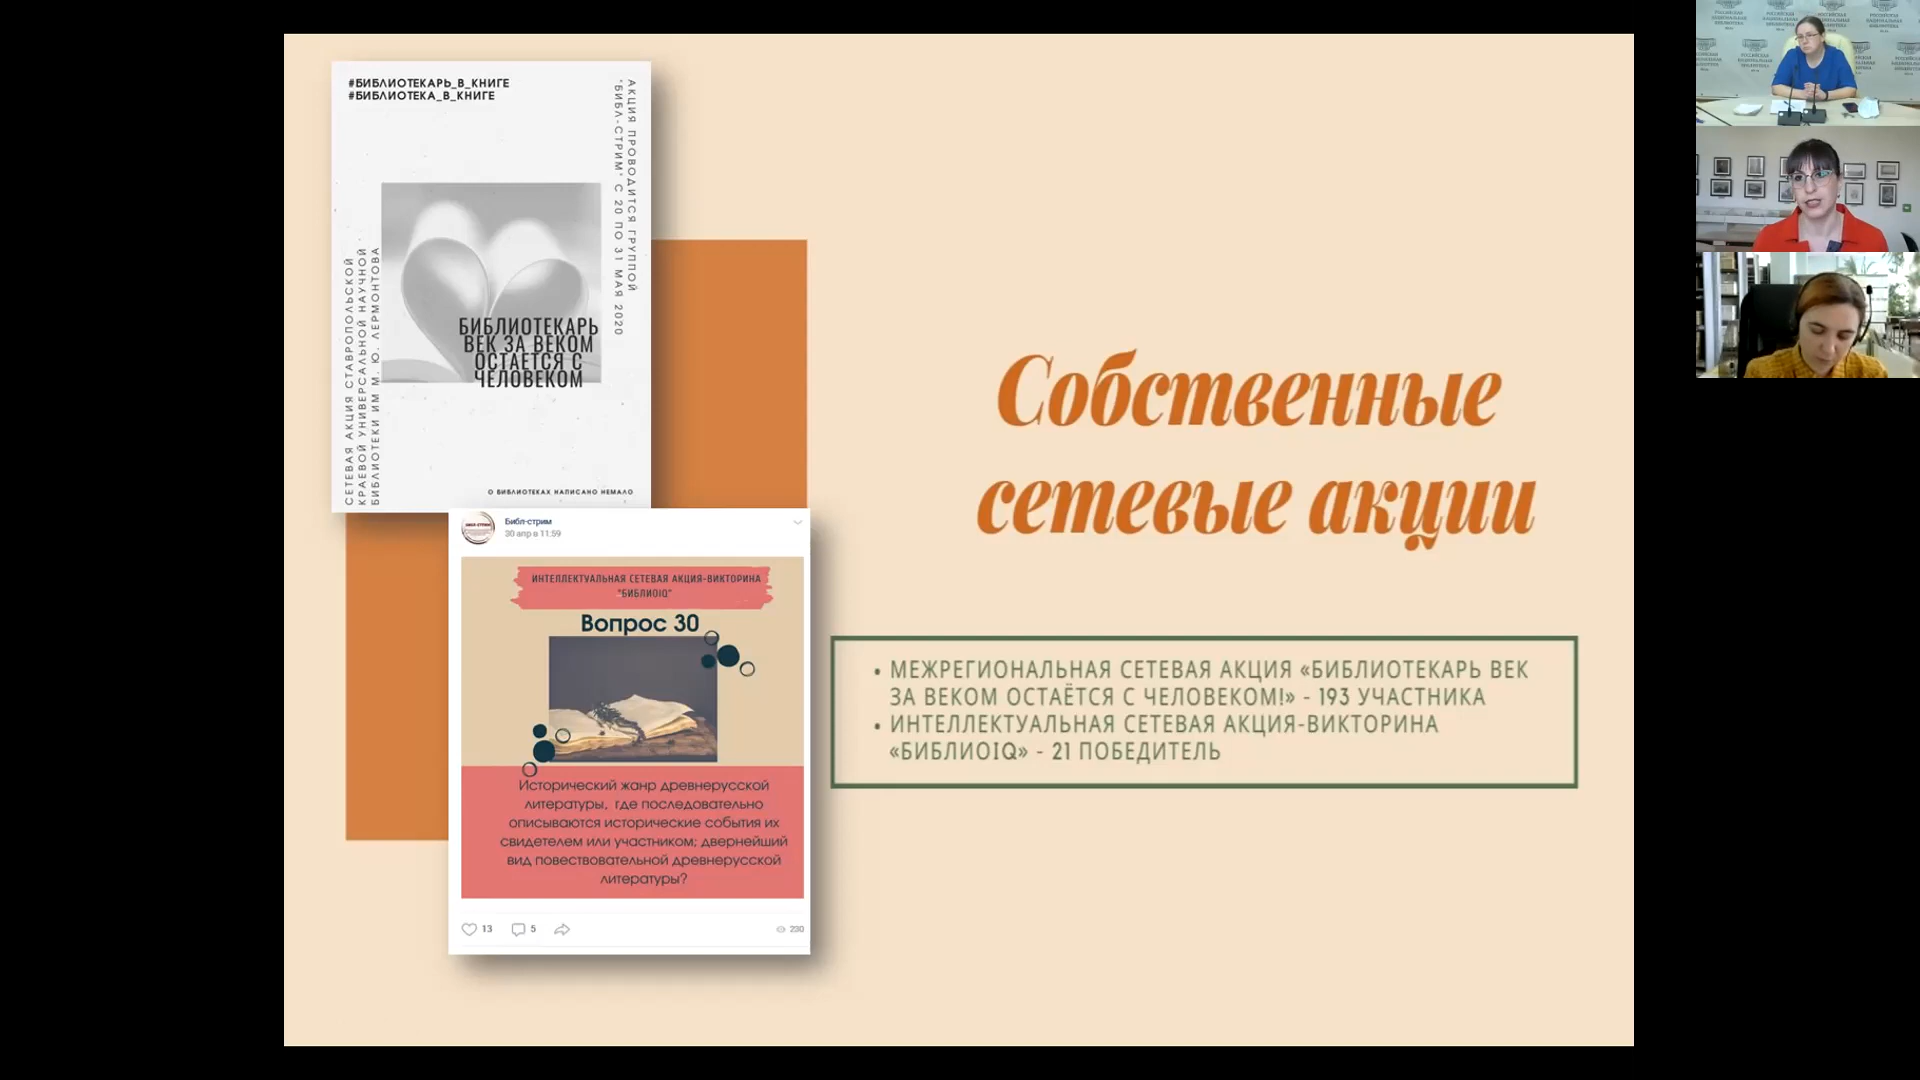 #БИБЛИОТЕКАРЬ_В_КНИГЕ
#БИБЛИОТЕКА_В_КНИГЕ
АКЦИЯ ПРОВОДИТСЯ ГРУППОЙ
"БИБЛ-СТРИМ" С 20 ПО 31 МАЯ 2020
СЕТЕВАЯ АКЦИЯ СТАВРОПОЛЬСКОЙ
КРАЕВОЙ УНИВЕРСАЛЬНОЙ НАУЧНОЙ
БИБЛИОТЕКИ ИМ М. Ю. ЛЕРМОНТОВА
БИБЛИОТЕКАРЬ
ВЕК ЗА ВЕКОМ
ОСТАЕТСЯ С
ЧЕЛОВЕКОМ
О БИБЛИОТЕКАХ НАПИСАНО НЕМАЛО
Библ-стрим
30 апр в 11:59
ИНТЕЛЛЕКТУАЛЬНАЯ СЕТЕВАЯ АКЦИЯ-ВИКТОРИНА
"БИБЛИОIQ"
Вопрос 30
Исторический жанр древнерусской
литературы, где последовательно
описываются исторические события их
свидетелем или участником; двернейший
вид повествовательной древнерусской
литературы?
13
5
230
Собственные
сетевые акции
• МЕЖРЕГИОНАЛЬНАЯ СЕТЕВАЯ АКЦИЯ «БИБЛИОТЕКАРЬ ВЕК
ЗА ВЕКОМ ОСТАЁТСЯ С ЧЕЛОВЕКОМ!» - 193 УЧАСТНИКА
• ИНТЕЛЛЕКТУАЛЬНАЯ СЕТЕВАЯ АКЦИЯ-ВИКТОРИНА
«БИБЛИОIQ» - 21 ПОБЕДИТЕЛЬ